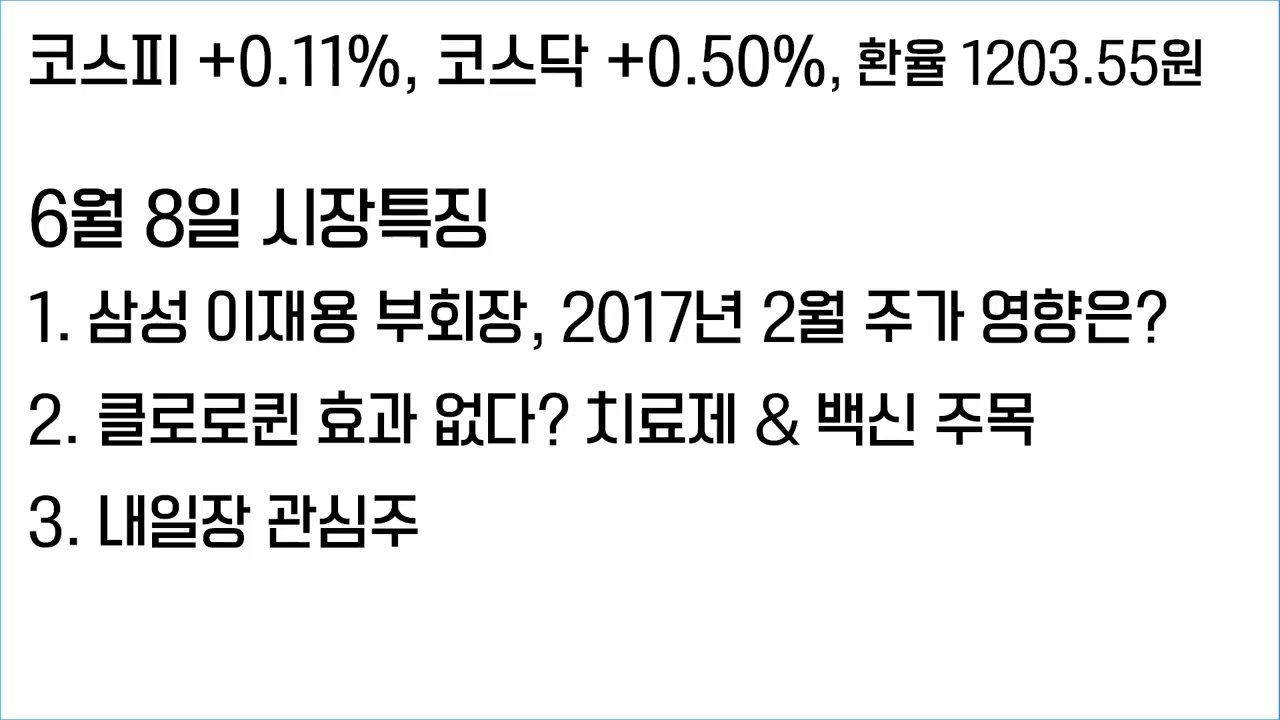 코스피 +0.11%, 코스닥 +0.50%, 환율 1203.55원
6월 8일 시장특징
1. 삼성 이재용 부회장, 2017년 2월 주가 영향은?
2. 클로로퀸 효과 없다? 치료제 & 백신 주목
3. 내일장 관심주